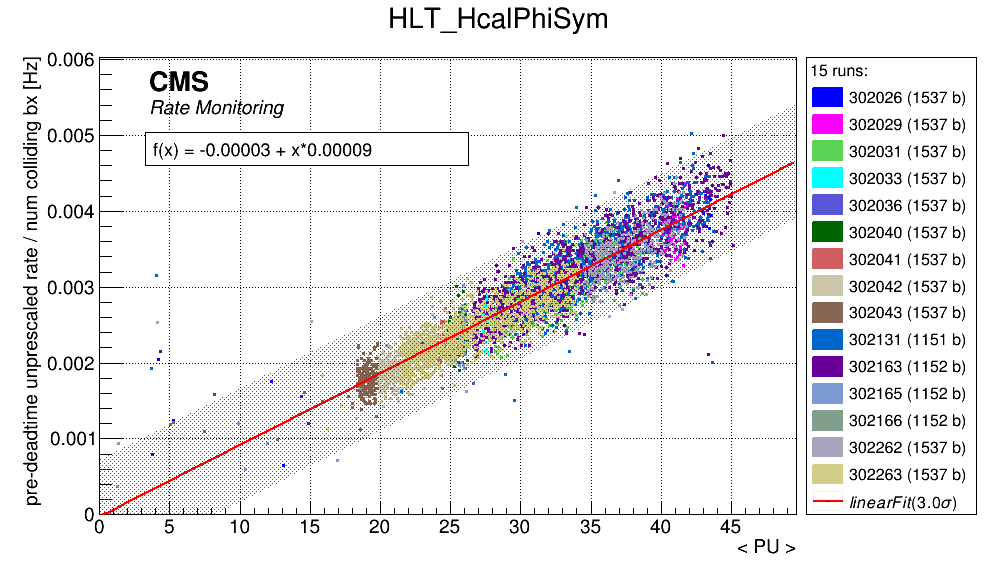 HLT_HcalPhiSym
pre-deadtime unprescaled rate / num colliding bx [Hz]
0.006
0.005
0.004
0.003
0.002
0.001
0
CMS
Rate Monitoring
f(x) = -0.00003 + x*0.00009
0 5 10 15 20 25 30 35 40 45
< PU >
15 runs:
302026 (1537 b)
302029 (1537 b)
302031 (1537 b)
302033 (1537 b)
302036 (1537 b)
302040 (1537 b)
302041 (1537 b)
302042 (1537 b)
302043 (1537 b)
302131 (1151 b)
302163 (1152 b)
302165 (1152 b)
302166 (1152 b)
302262 (1537 b)
302263 (1537 b)
linearFit(3.0σ)